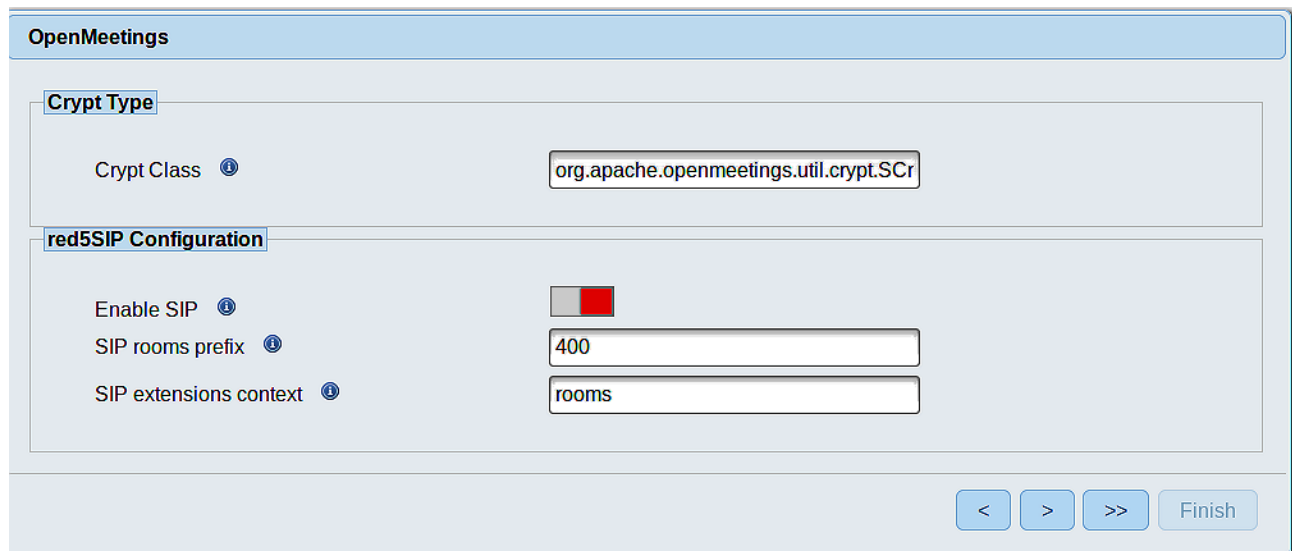 OpenMeetings
Crypt Type
Crypt Class
org.apache.openmeetings.util.crypt.SCr
red5SIP Configuration
Enable SIP
SIP rooms prefix
400
SIP extensions context
rooms
< > >> Finish